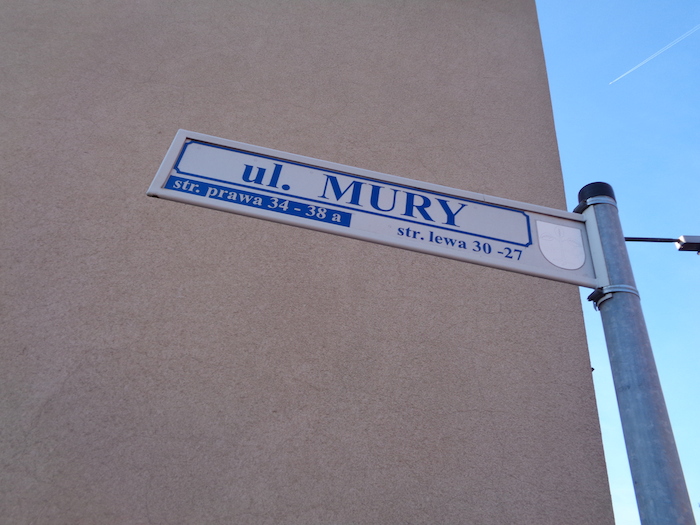 ul. MURY
str. prawa 34 - 38 a
str. lewa 30 -27